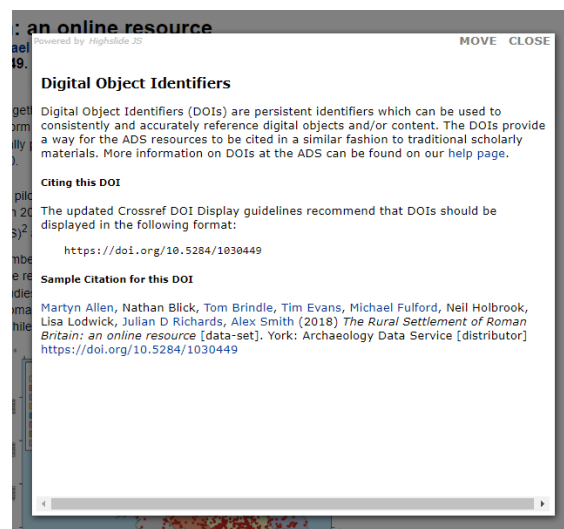 : an online resource
Powered by Highslide JS
MOVE CLOSE
ael
49.
Digital Object Identifiers
Digital Object Identifiers (DOIs) are persistent identifiers which can be used to
consistently and accurately reference digital objects and/or content. The DOIs provide
a way for the ADS resources to be cited in a similar fashion to traditional scholarly
materials. More information on DOIs at the ADS can be found on our help page.
Citing this DOI
The updated Crossref DOI Display guidelines recommend that DOIs should be
displayed in the following format:
https://doi.org/10.5284/1030449
Sample Citation for this DOI
Martyn Allen, Nathan Blick, Tom Brindle, Tim Evans, Michael Fulford, Neil Holbrook,
Lisa Lodwick, Julian D Richards, Alex Smith (2018) The Rural Settlement of Roman
Britain: an online resource [data-set]. York: Archaeology Data Service [distributor]
https://doi.org/10.5284/1030449